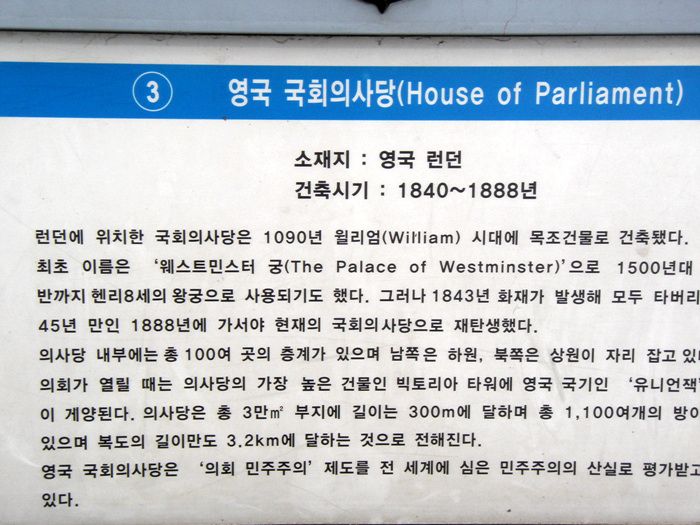 3 영국 국회의사당(House of Parliament)
소재지 : 영국 런던
건축시기 : 1840~1888년
런던에 위치한 국회의사당은 1090년 윌리엄(William) 시대에 목조건물로 건축됐다.
최초 이름은 ‘웨스트민스터 궁(The Palace of Westminster)’으로 1500년대
반까지 헨리8세의 왕궁으로 사용되기도 했다. 그러나 1843년 화재가 발생해 모두 타버리
45년 만인 1888년에 가서야 현재의 국회의사당으로 재탄생했다.
의사당 내부에는 총 100여 곳의 층계가 있으며 남쪽은 하원, 북쪽은 상원이 자리 잡고
의회가 열릴 때는 의사당의 가장 높은 건물인 빅토리아 타워에 영국 국기인 ‘유니언잭’
이 게양된다. 의사당은 총 3만㎡ 부지에 길이는 300m에 달하며 총 1,100여개의 방이
있으며 복도의 길이만도 3.2km에 달하는 것으로 전해진다.
영국 국회의사당은 ‘의회 민주주의’ 제도를 전 세계에 심은 민주주의의 산실로 평가받고
있다.